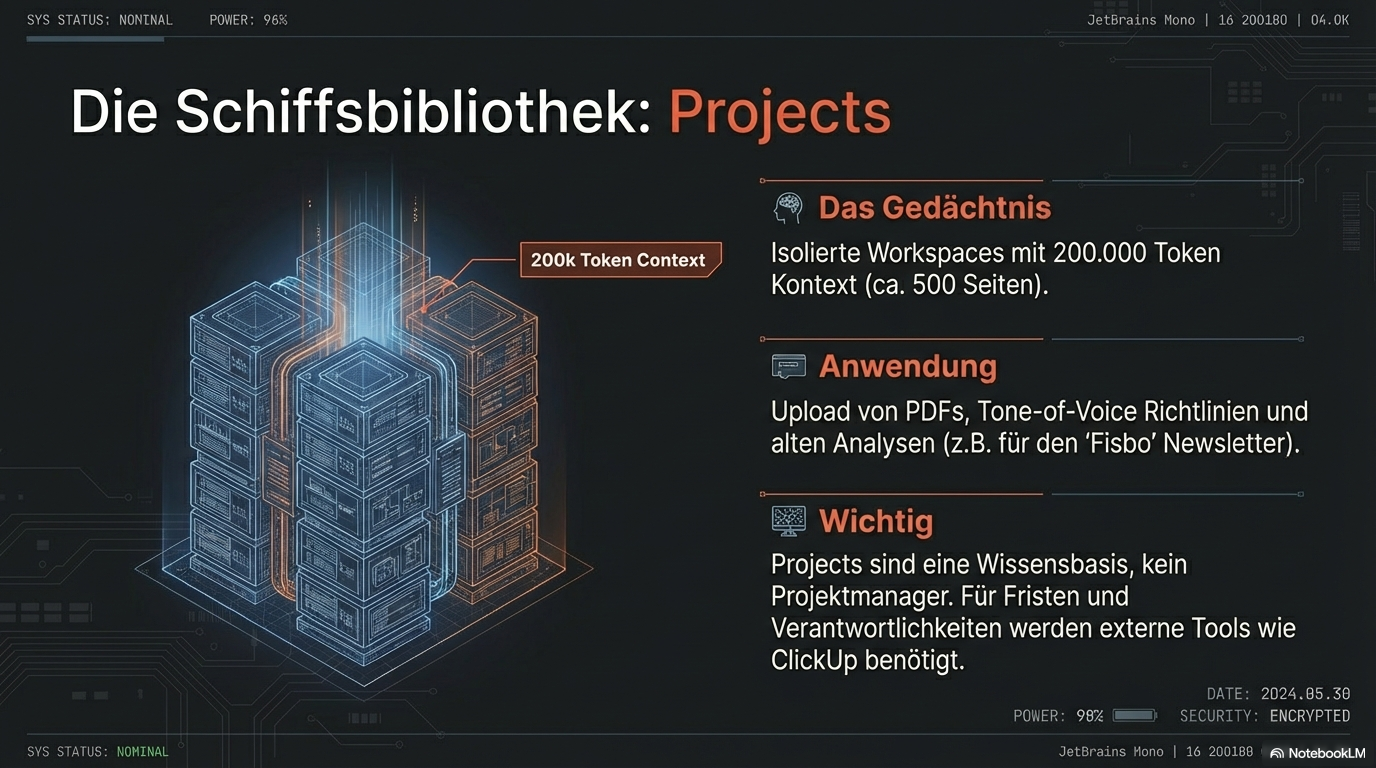 SYS STATUS: NOMINAL POWER: 96%
JetBrains Mono | 16 200180 | 04.0K
Die Schiffsbibliothek: Projects
200k Token Context
Das Gedächtnis
Isolierte Workspaces mit 200.000 Token
Kontext (ca. 500 Seiten).
Anwendung
Upload von PDFs, Tone-of-Voice Richtlinien und
alten Analysen (z.B. für den ‘Fisbo’ Newsletter).
Wichtig
Projects sind eine Wissensbasis, kein
Projektmanager. Für Fristen und
Verantwortlichkeiten werden externe Tools wie
ClickUp benötigt.
DATE: 2024.05.30
POWER: 98% SECURITY: ENCRYPTED
SYS STATUS: NOMINAL
JetBrains Mono | 16 200180
NotebookLM